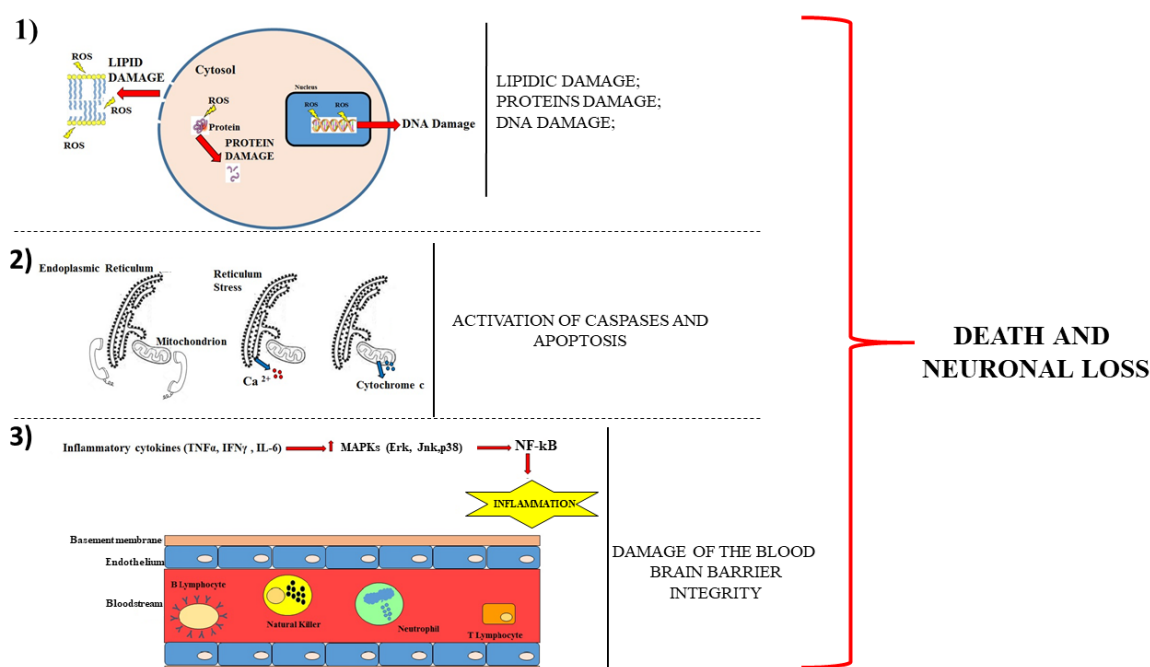 1)
ROS
LIPID
DAMAGE
ROS
ROS
Cytosol
ROS
Protein
PROTEIN
DAMAGE
Nucleus
ROS ROS
DNA Damage
LIPIDIC DAMAGE;
PROTEINS DAMAGE;
DNA DAMAGE;
2)
Endoplasmic Reticulum
Mitochondrion
Reticulum
Stress
Ca 2+
Cytochrome c
ACTIVATION OF CASPASES AND
APOPTOSIS
DEATH AND
NEURONAL LOSS
3)
Inflammatory cytokines (TNFα, IFNγ , IL-6) MAPKs (Erk, Jnk,p38) NF-kB
INFLAMMATION
Basement membrane
Endothelium
Bloodstream
B Lymphocyte
Natural Killer
Neutrophil
T Lymphocyte
DAMAGE OF THE BLOOD
BRAIN BARRIER
INTEGRITY